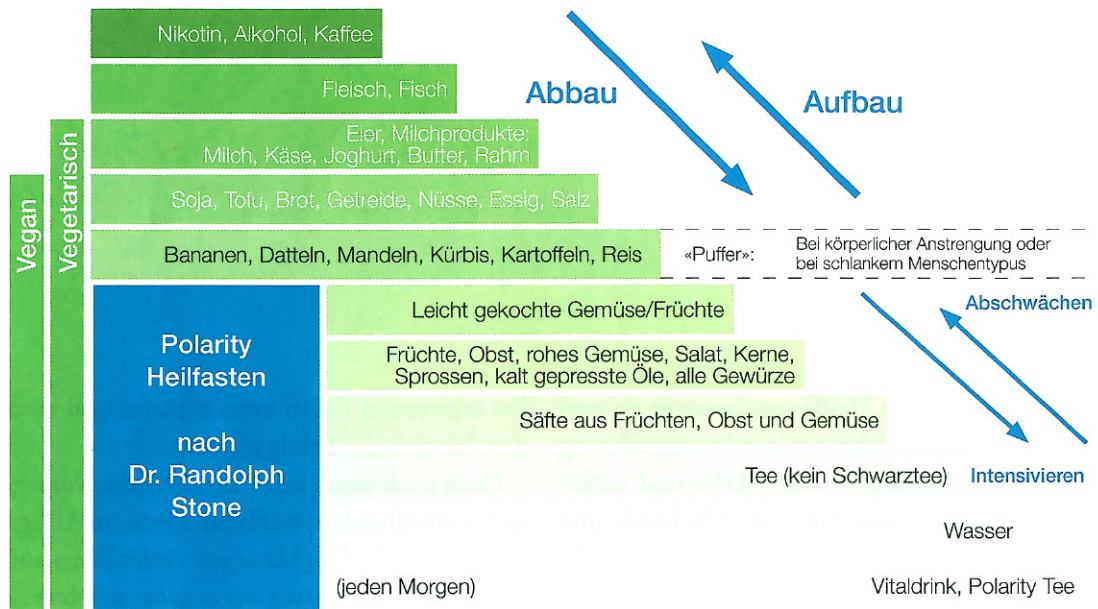 Nikotin, Alkohol, Kaffee
Fleisch, Fisch
Abbau
Aufbau
Eier, Milchprodukte:
Milch, Käse, Joghurt, Butter, Rahm
Soja, Tofu, Brot, Getreide, Nüsse, Essig, Salz
Vegan
Vegetarisch
Bananen, Datteln, Mandeln, Kürbis, Kartoffeln, Reis
«Puffer»:
Bei körperlicher Anstrengung oder
bei schlankem Menschentypus
Leicht gekochte Gemüse/Früchte
Abschwächen
Polarity
Heilfasten
nach
Dr. Randolph
Stone
Früchte, Obst, rohes Gemüse, Salat, Kerne,
Sprossen, kalt gepresste Öle, alle Gewürze
Säfte aus Früchten, Obst und Gemüse
Tee (kein Schwarztee)
Intensivieren
Wasser
(jeden Morgen)
Vitaldrink, Polarity Tee